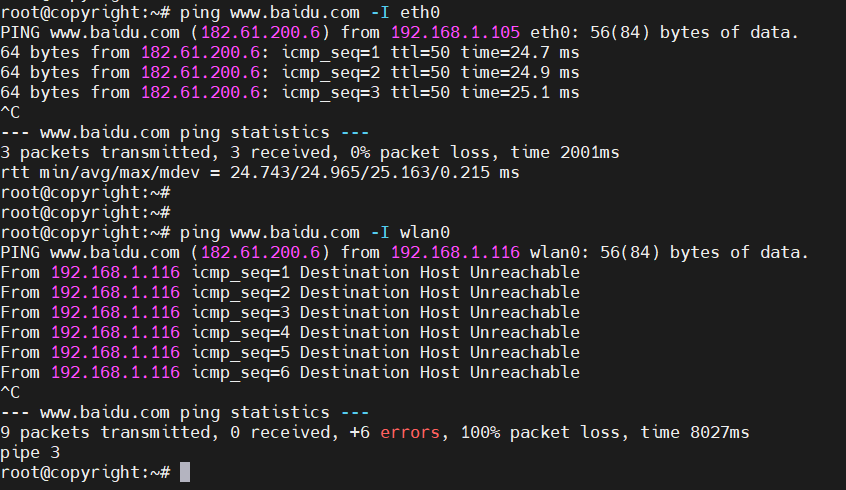 root@copyright:~# ping www.baidu.com -I eth0
PING www.baidu.com (182.61.200.6) from 192.168.1.105 eth0: 56(84) bytes of data.
64 bytes from 182.61.200.6: icmp_seq=1 ttl=50 time=24.7 ms
64 bytes from 182.61.200.6: icmp_seq=2 ttl=50 time=24.9 ms
64 bytes from 182.61.200.6: icmp_seq=3 ttl=50 time=25.1 ms
^C
--- www.baidu.com ping statistics ---
3 packets transmitted, 3 received, 0% packet loss, time 2001ms
rtt min/avg/max/mdev = 24.743/24.965/25.163/0.215 ms
root@copyright:~#
root@copyright:~#
root@copyright:~# ping www.baidu.com -I wlan0
PING www.baidu.com (182.61.200.6) from 192.168.1.116 wlan0: 56(84) bytes of data.
From 192.168.1.116 icmp_seq=1 Destination Host Unreachable
From 192.168.1.116 icmp_seq=2 Destination Host Unreachable
From 192.168.1.116 icmp_seq=3 Destination Host Unreachable
From 192.168.1.116 icmp_seq=4 Destination Host Unreachable
From 192.168.1.116 icmp_seq=5 Destination Host Unreachable
From 192.168.1.116 icmp_seq=6 Destination Host Unreachable
^C
--- www.baidu.com ping statistics ---
9 packets transmitted, 0 received, +6 errors, 100% packet loss, time 8027ms
pipe 3
root@copyright:~#